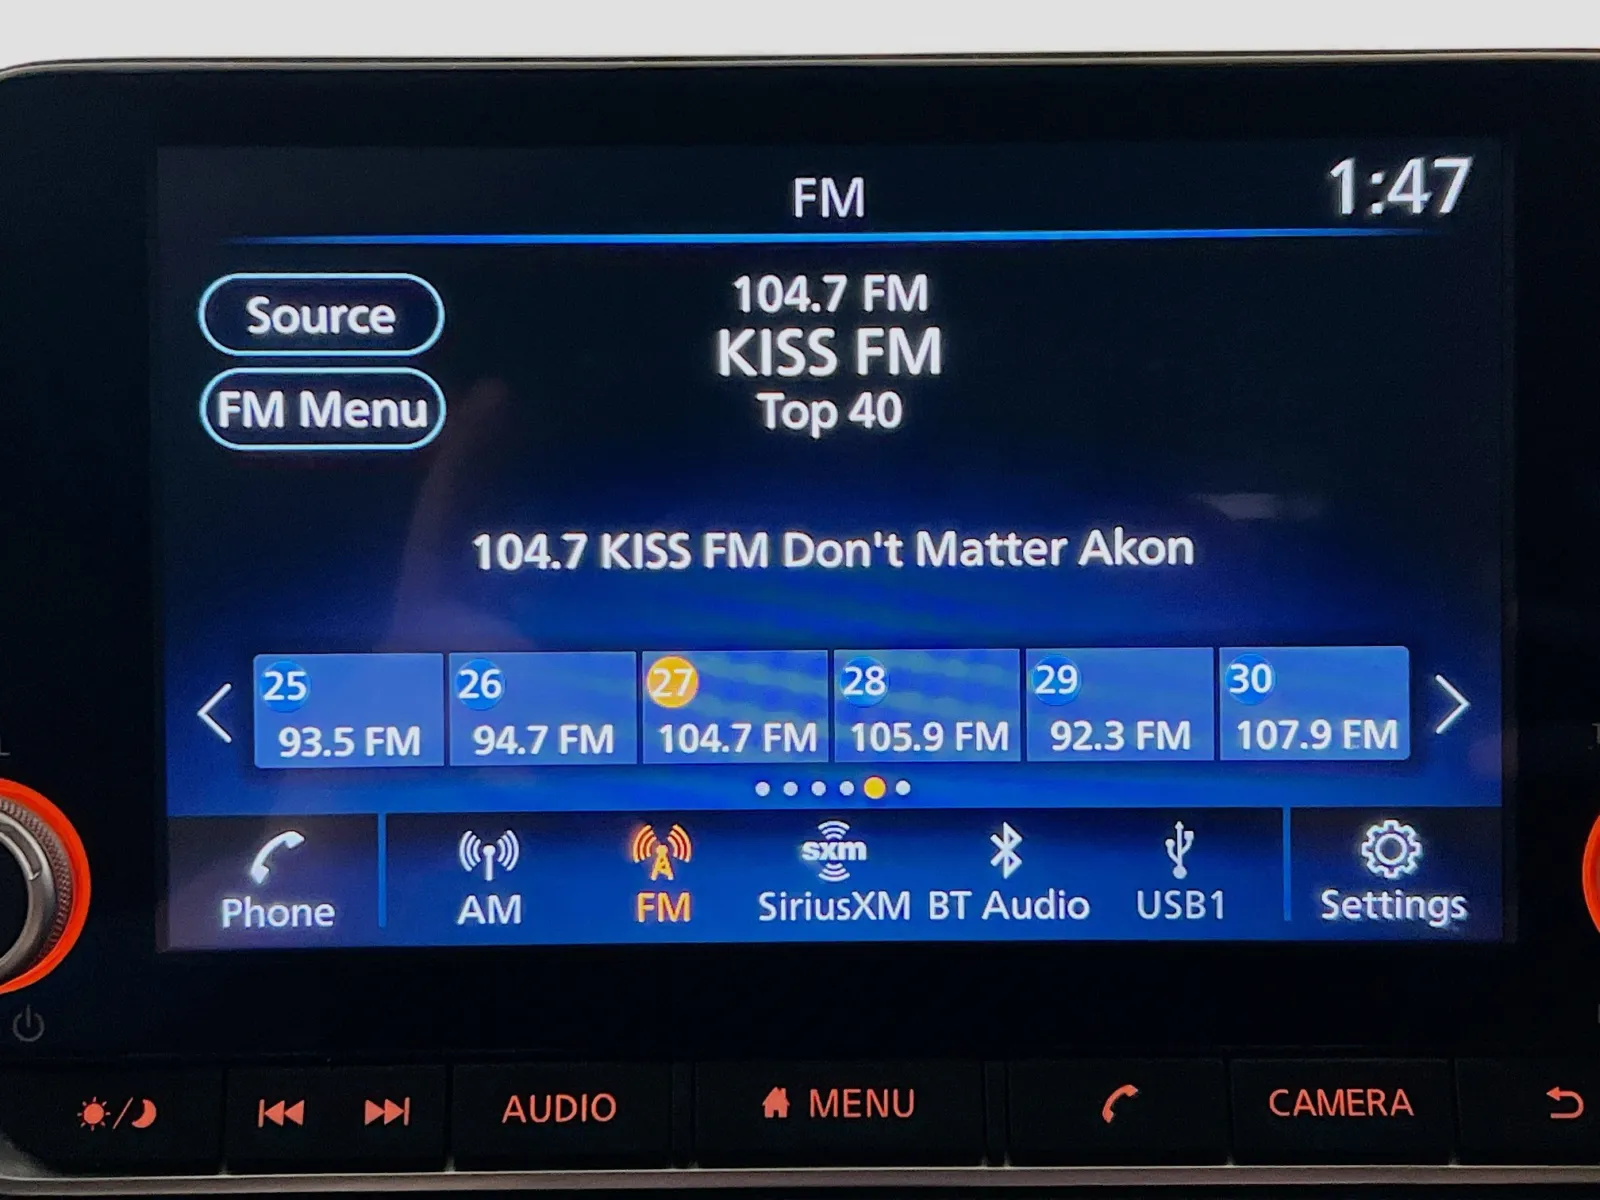 FM
1:47
Source
FM Menu
104.7 FM
KISS FM
Top 40
104.7 KISS FM Don't Matter Akon
25 26 27 28 29 30
93.5 FM 94.7 FM 104.7 FM 105.9 FM 92.3 FM 107.9 FM
sxm
Phone AM FM SiriusXM BT Audio USB1 Settings
AUDIO MENU CAMERA